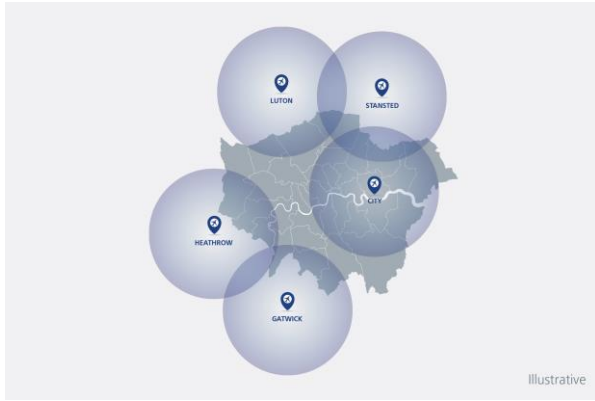 LUTON
STANSTED
CITY
HEATHROW
GATWICK
Illustrative